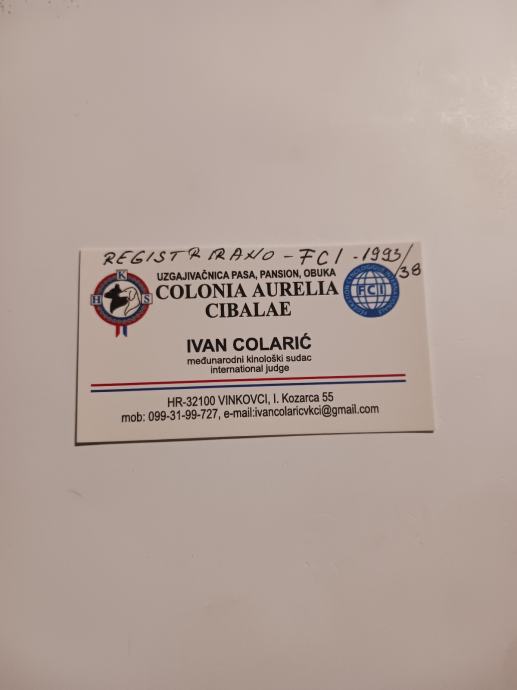 REGISTRIRANO - FCI - 1993/38
UZGAJIVAČNICA PASA, PANSION, OBUKA
COLONIA AURELIA
CIBALAE
H K S
FCI
IVAN COLARIĆ
međunarodni kinološki sudac
international judge
HR-32100 VINKOVCI, I. Kozarca 55
mob: 099-31-99-727, e-mail:ivancolaricvkci@gmail.com